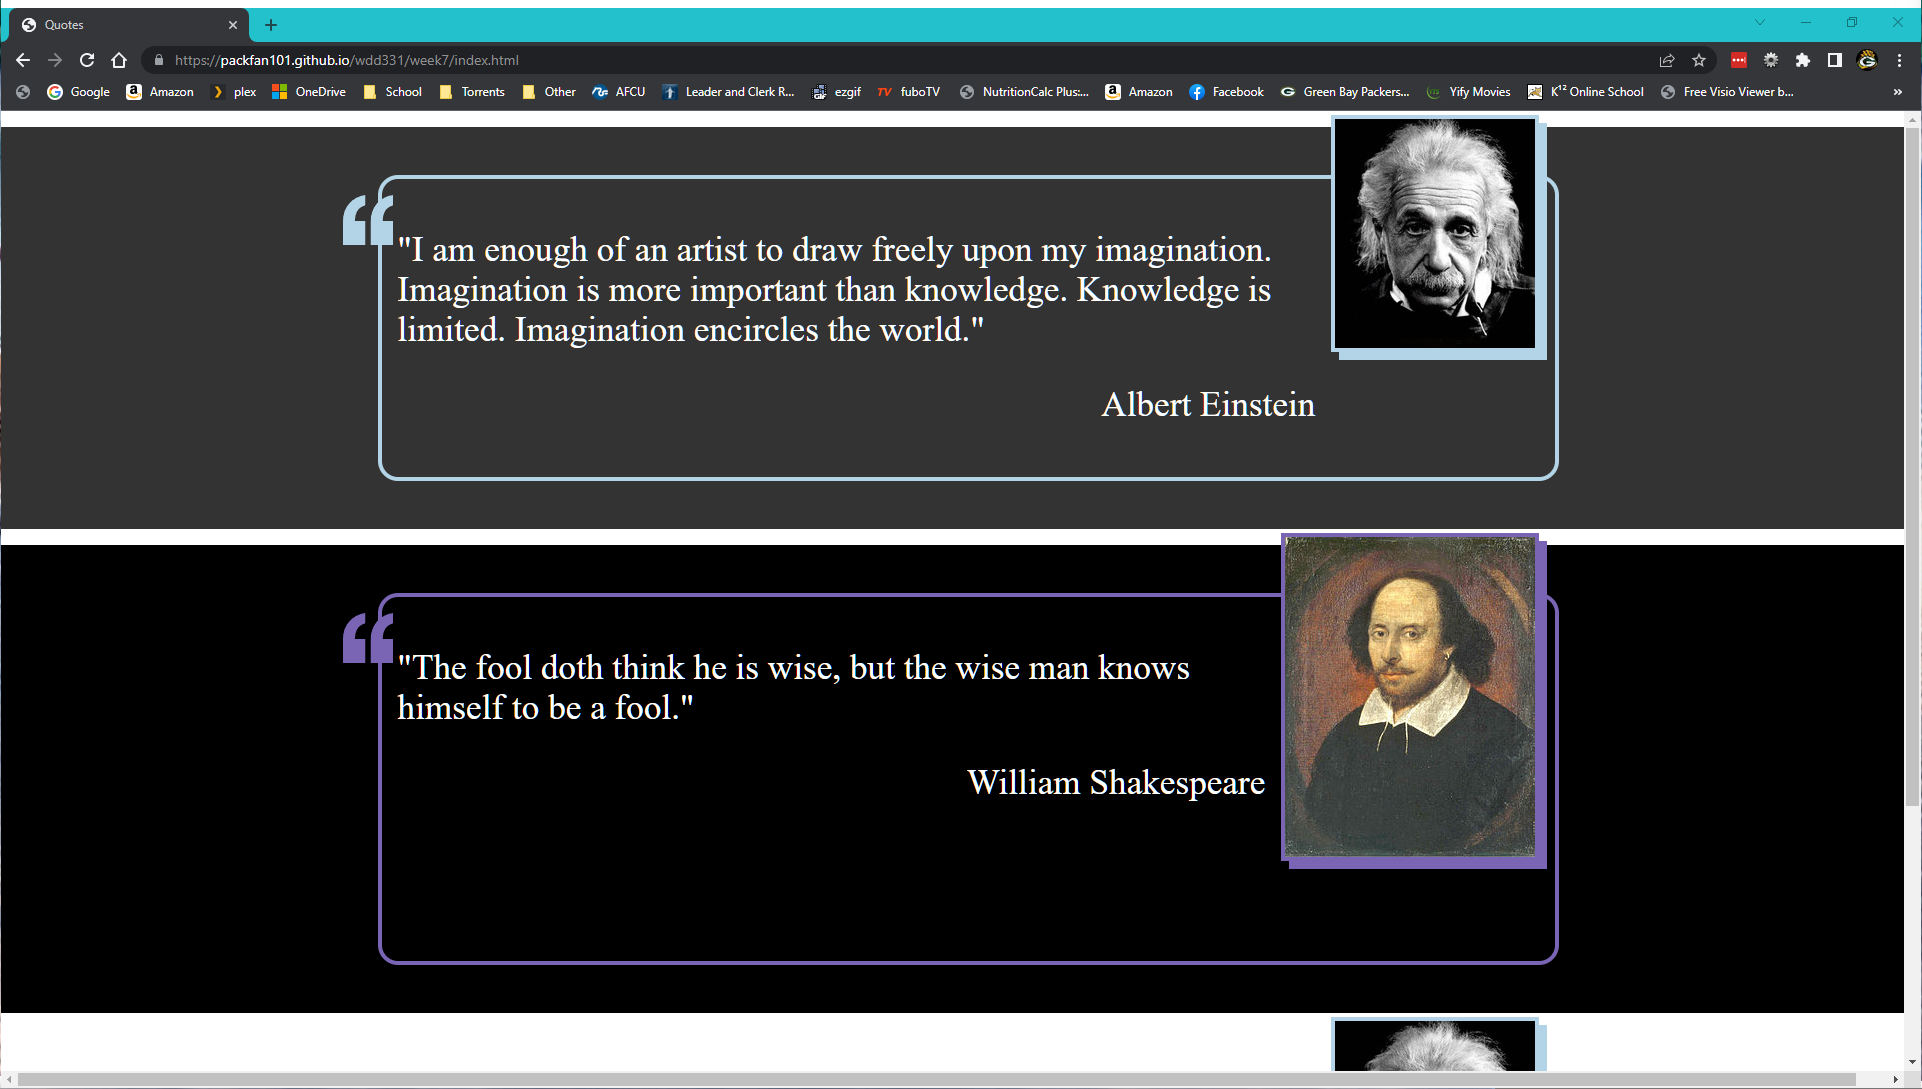 Quotes
https://packfan101.github.io/wdd331/week7/index.html
Google Amazon plex OneDrive School Torrents Other AFCU Leader and Clerk R... ezgif fuboTV NutritionCalc Plus:... Amazon Facebook Green Bay Packers... Yify Movies K¹² Online School Free Visio Viewer b... »
"I am enough of an artist to draw freely upon my imagination.
Imagination is more important than knowledge. Knowledge is
limited. Imagination encircles the world."
Albert Einstein
"The fool doth think he is wise, but the wise man knows
himself to be a fool."
William Shakespeare